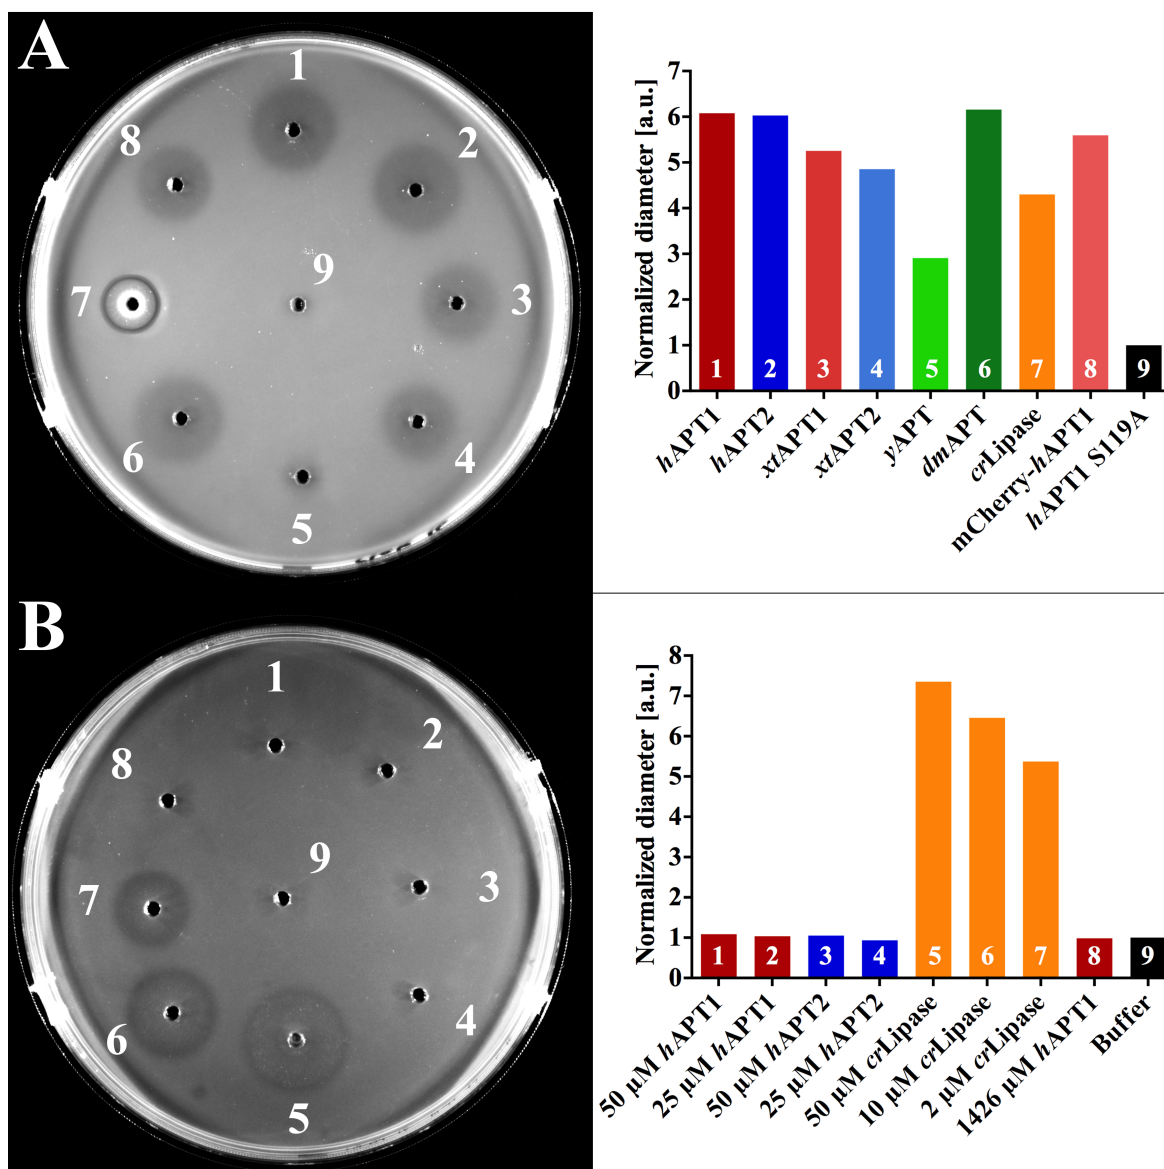 A
1
2
3
4
5
6
7
8
9
Normalized diameter [a.u.]
7
6
5
4
3
2
1
0
1 2 3 4 5 6 7 8 9
hAPT1
hAPT2
xtAPT1
xtAPT2
yAPT
dmAPT
crLipase
mCherry-hAPT1
hAPT1 S119A
B
1
2
3
4
5
6
7
8
9
Normalized diameter [a.u.]
8
7
6
5
4
3
2
1
0
1 2 3 4 5 6 7 8 9
50 µM hAPT1
25 µM hAPT1
50 µM hAPT2
25 µM hAPT2
50 µM crLipase
10 µM crLipase
2 µM crLipase
1426 µM hAPT1
Buffer